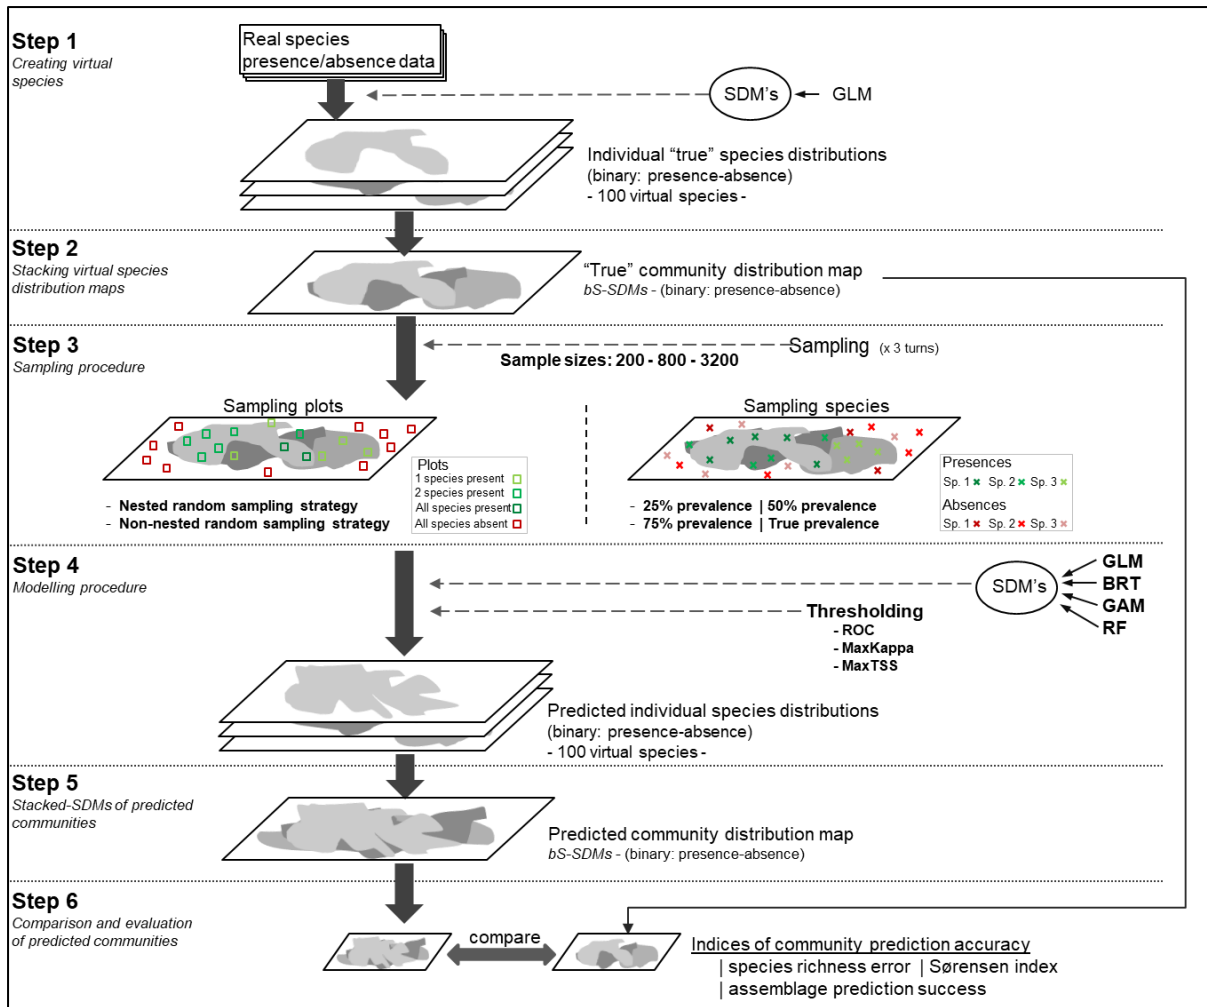 Step 1
Creating virtual
species
Real species
presence/absence data
SDM's
GLM
Individual “true” species distributions
(binary: presence-absence)
- 100 virtual species -
Step 2
Stacking virtual species
distribution maps
“True” community distribution map
bS-SDMs - (binary: presence-absence)
Step 3
Sampling procedure
Sampling (x 3 turns)
Sample sizes: 200 - 800 - 3200
Sampling plots
Plots
1 species present
2 species present
All species present
All species absent
- Nested random sampling strategy
- Non-nested random sampling strategy
Sampling species
Presences
Sp. 1 × Sp. 2 × Sp. 3 ×
Absences
Sp. 1 × Sp. 2 × Sp. 3 ×
- 25% prevalence | 50% prevalence
- 75% prevalence | True prevalence
Step 4
Modelling procedure
SDM's
GLM
BRT
GAM
RF
Thresholding
- ROC
- MaxKappa
- MaxTSS
Predicted individual species distributions
(binary: presence-absence)
- 100 virtual species -
Step 5
Stacked-SDMs of predicted
communities
Predicted community distribution map
bS-SDMs - (binary: presence-absence)
Step 6
Comparison and evaluation
of predicted communities
compare
Indices of community prediction accuracy
| species richness error | Sørensen index
| assemblage prediction success